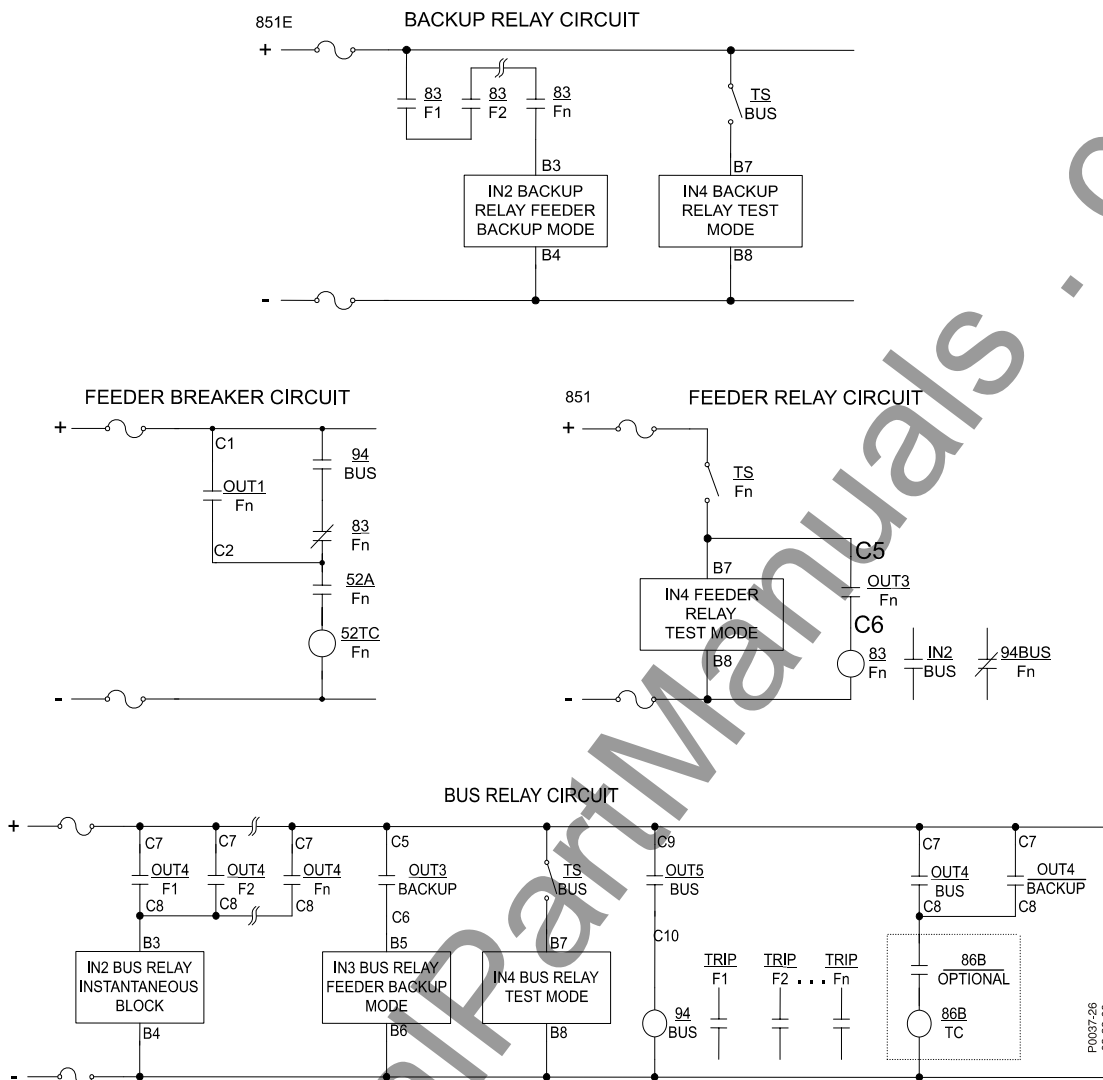 851E
BACKUP RELAY CIRCUIT
+
83
F1
83
F2
83
Fn
TS
BUS
B3
B7
IN2 BACKUP
RELAY FEEDER
BACKUP MODE
IN4 BACKUP
RELAY TEST
MODE
B4
B8
-
FEEDER BREAKER CIRCUIT
+
C1
OUT1
Fn
C2
94
BUS
83
Fn
52A
Fn
52TC
Fn
-
851
FEEDER RELAY CIRCUIT
+
TS
Fn
B7
C5
IN4 FEEDER
RELAY
TEST MODE
OUT3
Fn
C6
B8
83
Fn
IN2
BUS
94BUS
Fn
-
BUS RELAY CIRCUIT
+
C7
OUT4
F1
C8
C7
OUT4
F2
C8
C7
OUT4
Fn
C8
C5
OUT3
BACKUP
C6
TS
BUS
C9
OUT5
BUS
C10
C7
OUT4
BUS
C8
C7
OUT4
BACKUP
C8
B3
IN2 BUS RELAY
INSTANTANEOUS
BLOCK
B4
B5
IN3 BUS RELAY
FEEDER BACKUP
MODE
B6
B7
IN4 BUS RELAY
TEST MODE
B8
94
BUS
TRIP
F1
TRIP
F2
...
TRIP
Fn
86B
OPTIONAL
86B
TC
P0037-26
-